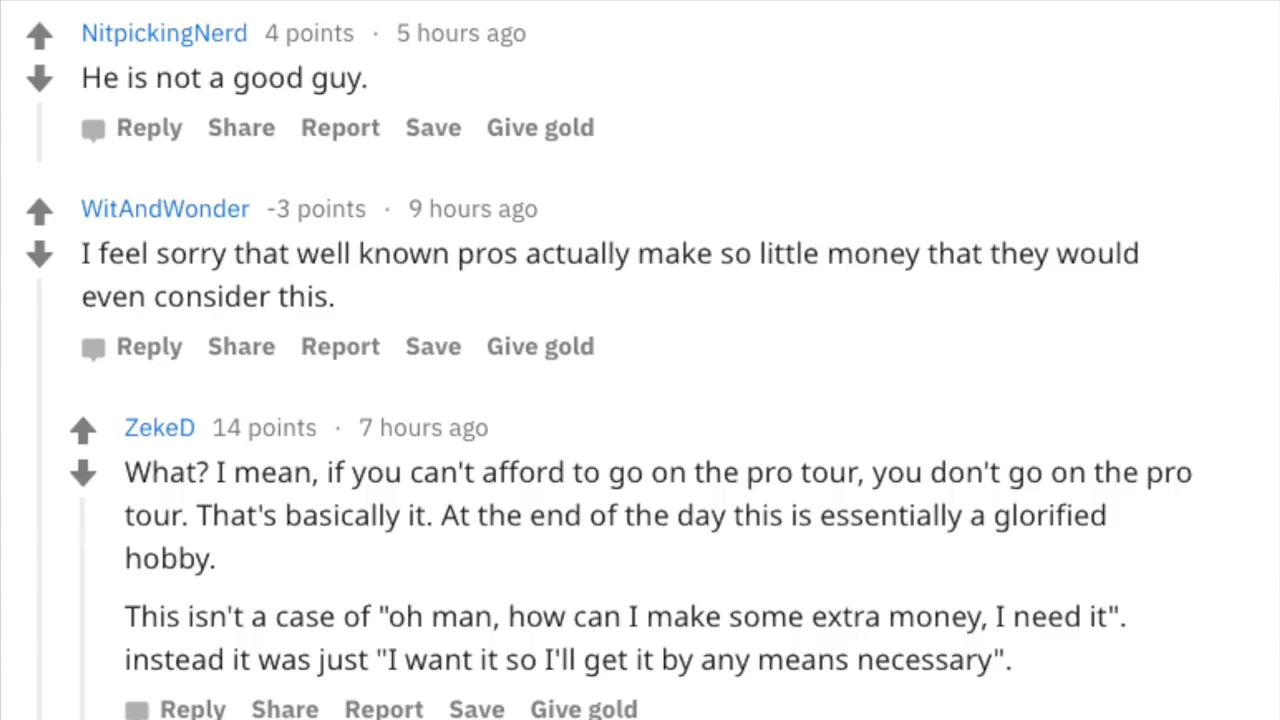 NitpickingNerd 4 points · 5 hours ago
He is not a good guy.
Reply Share Report Save Give gold
WitAndWonder -3 points · 9 hours ago
I feel sorry that well known pros actually make so little money that they would
even consider this.
Reply Share Report Save Give gold
ZekeD 14 points · 7 hours ago
What? I mean, if you can't afford to go on the pro tour, you don't go on the pro
tour. That's basically it. At the end of the day this is essentially a glorified
hobby.
This isn't a case of "oh man, how can I make some extra money, I need it".
instead it was just "I want it so I'll get it by any means necessary".
Reply Share Report Save Give gold